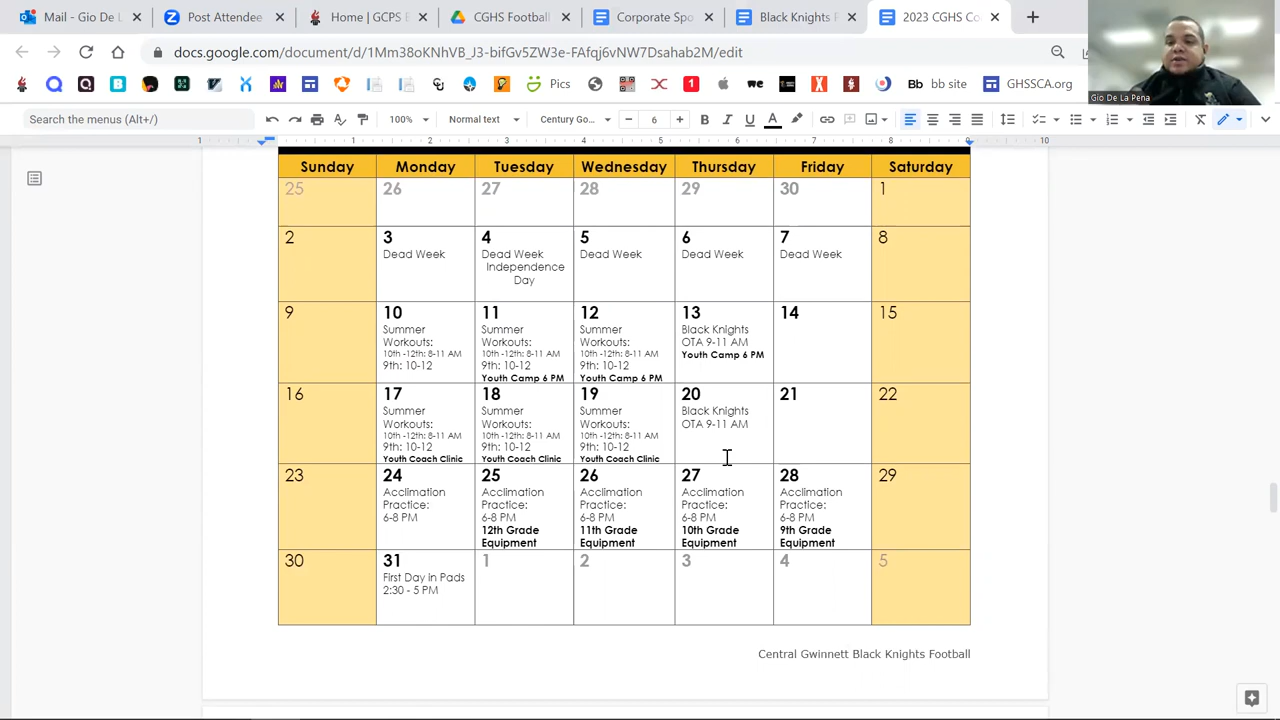 Mail - Gio De L
Post Attendee
Home | GCPS B
CGHS Football
Corporate Spo
Black Knights F
2023 CGHS Co
docs.google.com/document/d/1Mm38oKNhVB_J3-bifGv5ZW3e-FAfqj6vNW7Dsahab2M/edit
Pics
bb site
GHSSCA.org
Gio De La Pena
Search the menus (Alt+/)
100%
Normal text
Century Go...
6
1 1 2 3 4 5 6 7 8 9 10
Sunday Monday Tuesday Wednesday Thursday Friday Saturday
25
26
27
28
29
30
1
2
3
Dead Week
4
Dead Week
Independence
Day
5
Dead Week
6
Dead Week
7
Dead Week
8
9
10
Summer
Workouts:
10th -12th: 8-11 AM
9th: 10-12
11
Summer
Workouts:
10th -12th: 8-11 AM
9th: 10-12
Youth Camp 6 PM
12
Summer
Workouts:
10th -12th: 8-11 AM
9th: 10-12
Youth Camp 6 PM
13
Black Knights
OTA 9-11 AM
Youth Camp 6 PM
14
15
16
17
Summer
Workouts:
10th -12th: 8-11 AM
9th: 10-12
Youth Coach Clinic
18
Summer
Workouts:
10th -12th: 8-11 AM
9th: 10-12
Youth Coach Clinic
19
Summer
Workouts:
10th -12th: 8-11 AM
9th: 10-12
Youth Coach Clinic
20
Black Knights
OTA 9-11 AM
21
22
23
24
Acclimation
Practice:
6-8 PM
25
Acclimation
Practice:
6-8 PM
12th Grade
Equipment
26
Acclimation
Practice:
6-8 PM
11th Grade
Equipment
27
Acclimation
Practice:
6-8 PM
10th Grade
Equipment
28
Acclimation
Practice:
6-8 PM
9th Grade
Equipment
29
30
31
First Day in Pads
2:30 - 5 PM
1
2
3
4
5
Central Gwinnett Black Knights Football